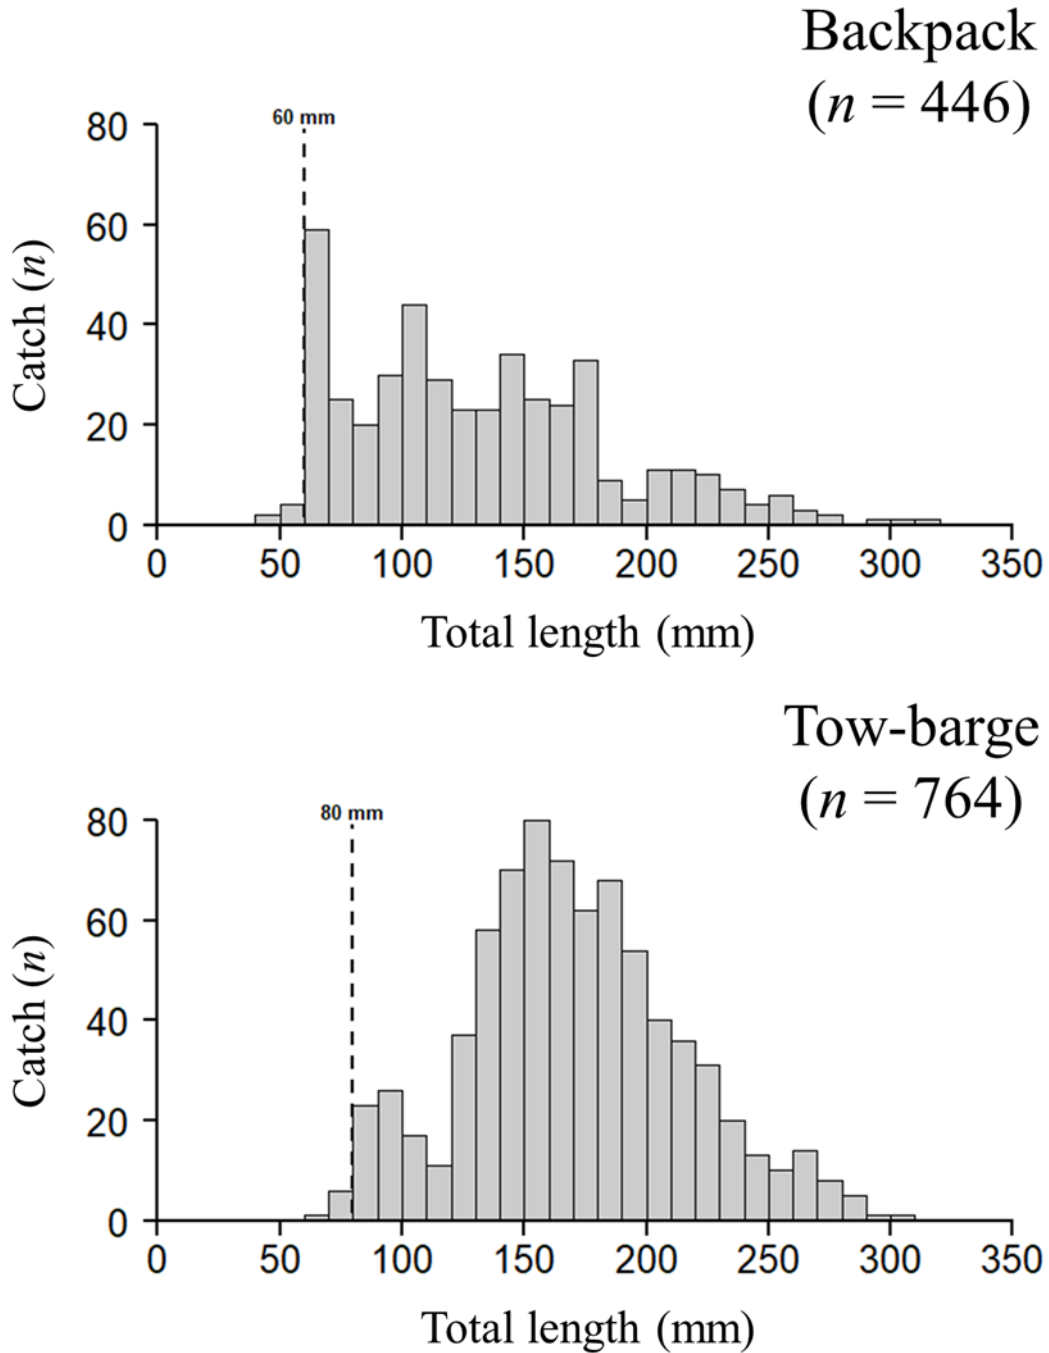 Backpack
(n = 446)
60 mm
80
60
40
20
0
Catch (n)
0 50 100 150 200 250 300 350
Total length (mm)
Tow-barge
(n = 764)
80 mm
80
60
40
20
0
Catch (n)
0 50 100 150 200 250 300 350
Total length (mm)